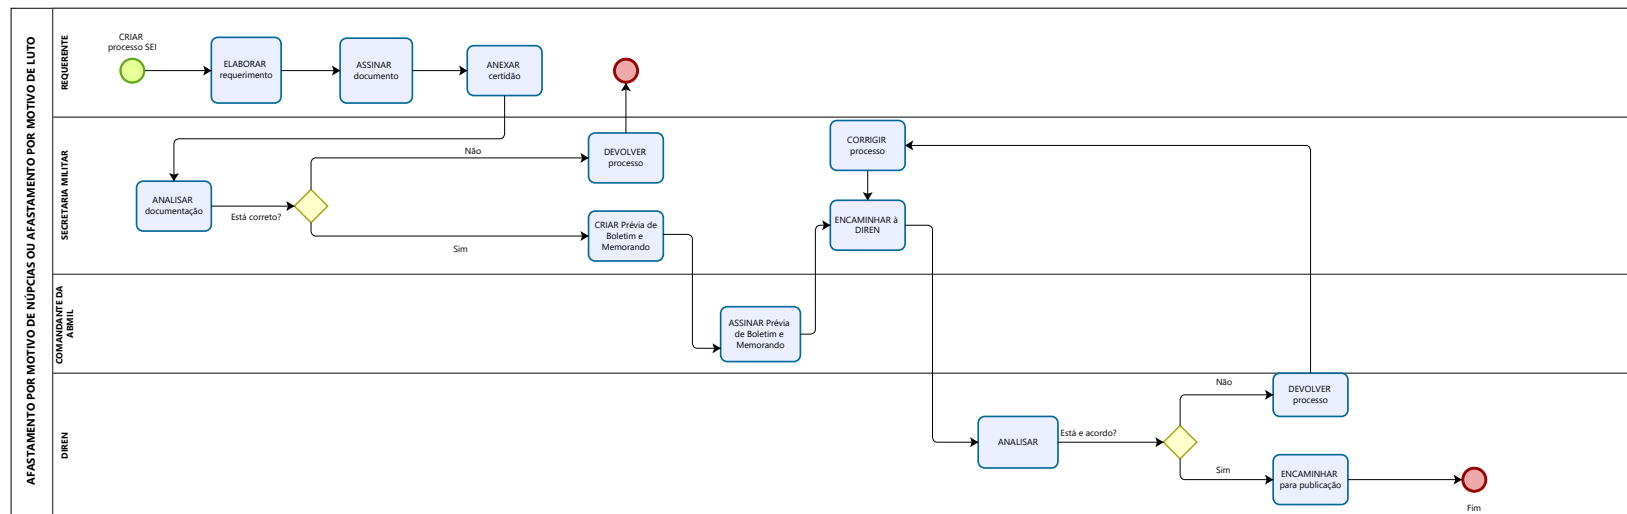 AFASTAMENTO POR MOTIVO DE NÚPCIAS OU AFASTAMENTO POR MOTIVO DE LUTO
REQUERENTE
CRIAR
processo SEI
ELABORAR
requerimento
ASSINAR
documento
ANEXAR
certidão
SECRETARIA MILITAR
ANALISAR
documentação
Está correto?
Não
DEVOLVER
processo
Sim
CRIAR Prévia de
Boletim e
Memorando
CORRIGIR
processo
ENCAMINHAR à
DIREN
COMANDANTE DA
ABMIL
ASSINAR Prévia
de Boletim e
Memorando
DIREN
ANALISAR
Está e acordo?
Não
DEVOLVER
processo
Sim
ENCAMINHAR
para publicação
Fim